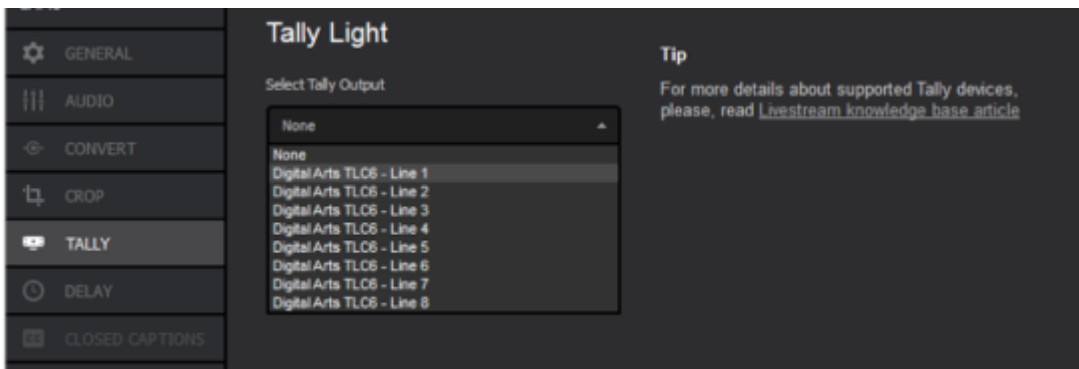 GENERAL
AUDIO
CONVERT
CROP
TALLY
DELAY
CLOSED CAPTIONS
Tally Light
Select Tally Output
None
None
Digital Arts TLC6 - Line 1
Digital Arts TLC6 - Line 2
Digital Arts TLC6 - Line 3
Digital Arts TLC6 - Line 4
Digital Arts TLC6 - Line 5
Digital Arts TLC6 - Line 6
Digital Arts TLC6 - Line 7
Digital Arts TLC6 - Line 8
Tip
For more details about supported Tally devices,
please, read Livestream knowledge base article